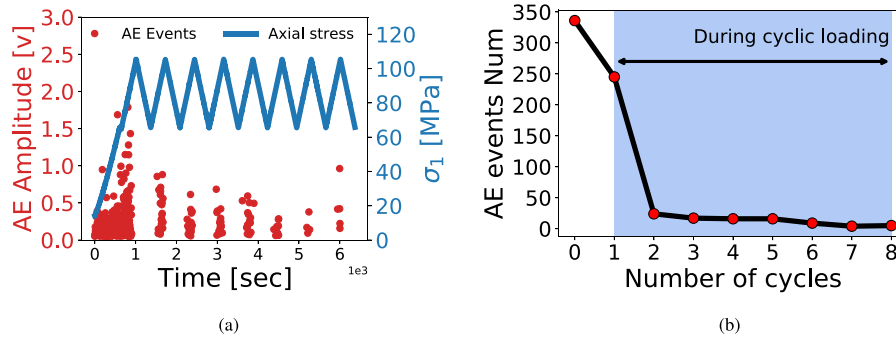 AE Events
Axial stress
AE Amplitude [v]
3.0
2.5
2.0
1.5
1.0
0.5
0.0
120
100
80
60
40
20
0
σ1 [MPa]
0 1 2 3 4 5 6
1e3
Time [sec]
(a)
AE events Num
350
300
250
200
150
100
50
0
During cyclic loading
0 1 2 3 4 5 6 7 8
Number of cycles
(b)